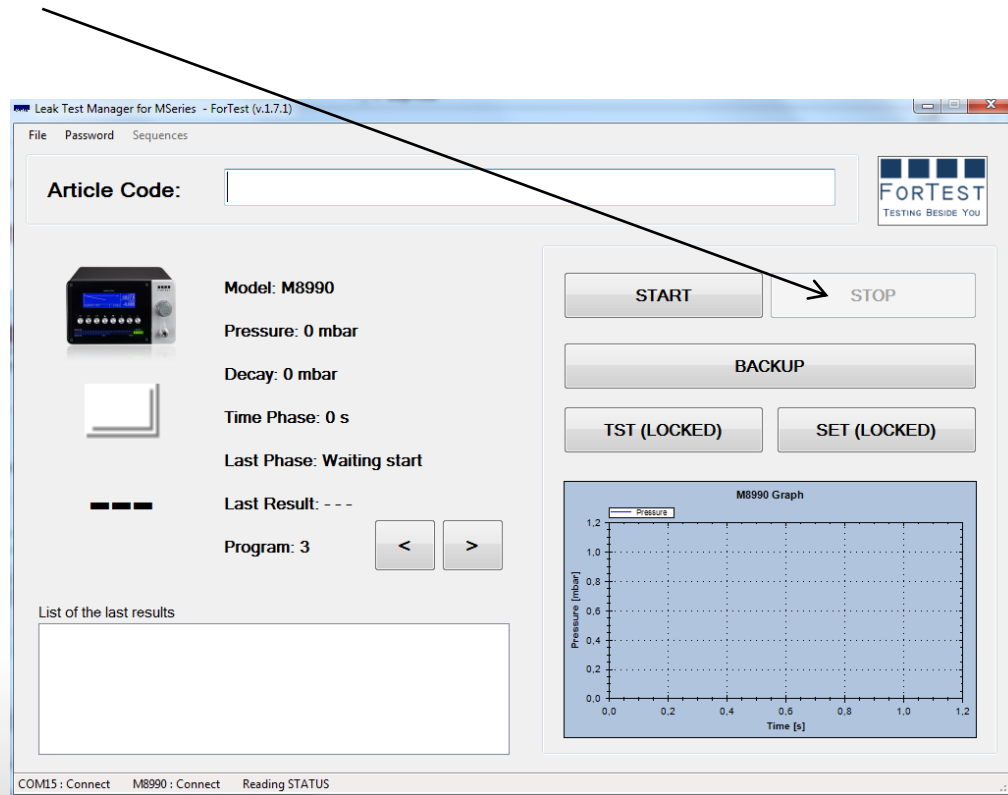 Leak Test Manager for MSeries - ForTest (v.1.7.1)
File Password Sequences
Article Code:
FORTEST
TESTING BESIDE YOU
Model: M8990
Pressure: 0 mbar
Decay: 0 mbar
Time Phase: 0 s
Last Phase: Waiting start
Last Result: - - -
Program: 3
< >
List of the last results
START STOP
BACKUP
TST (LOCKED) SET (LOCKED)
M8990 Graph
Pressure
Pressure [mbar]
1,2
1,0
0,8
0,6
0,4
0,2
0,0
0,0 0,2 0,4 0,6 0,8 1,0 1,2
Time [s]
COM15 : Connect M8990 : Connect Reading STATUS